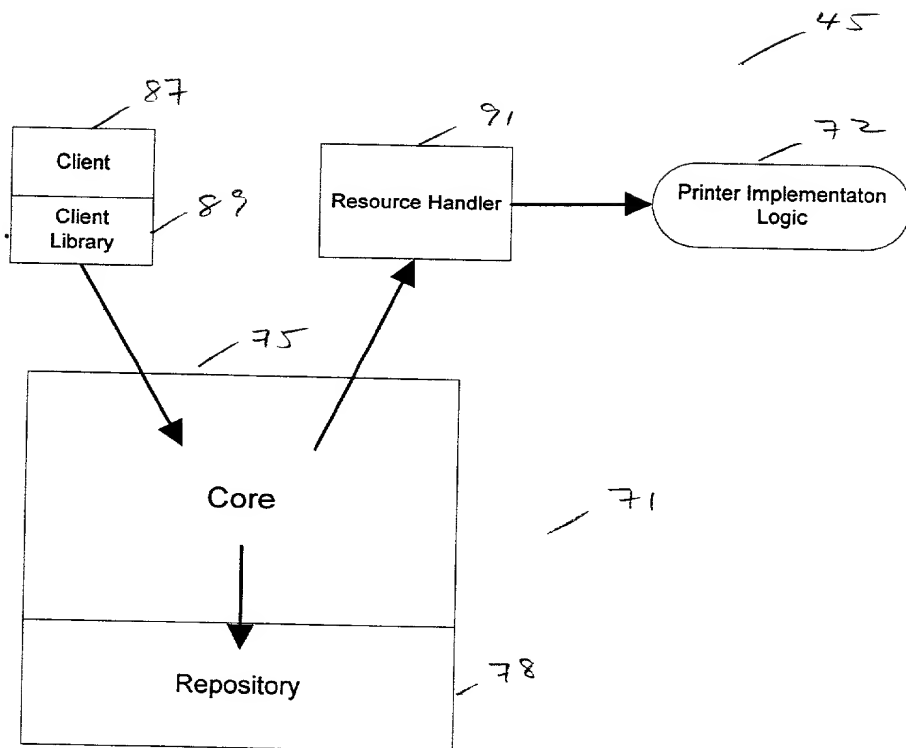 45
87
91
72
Client
Resource Handler
Printer Implementaton
Logic
89
Client
Library
75
Core
71
Repository
78